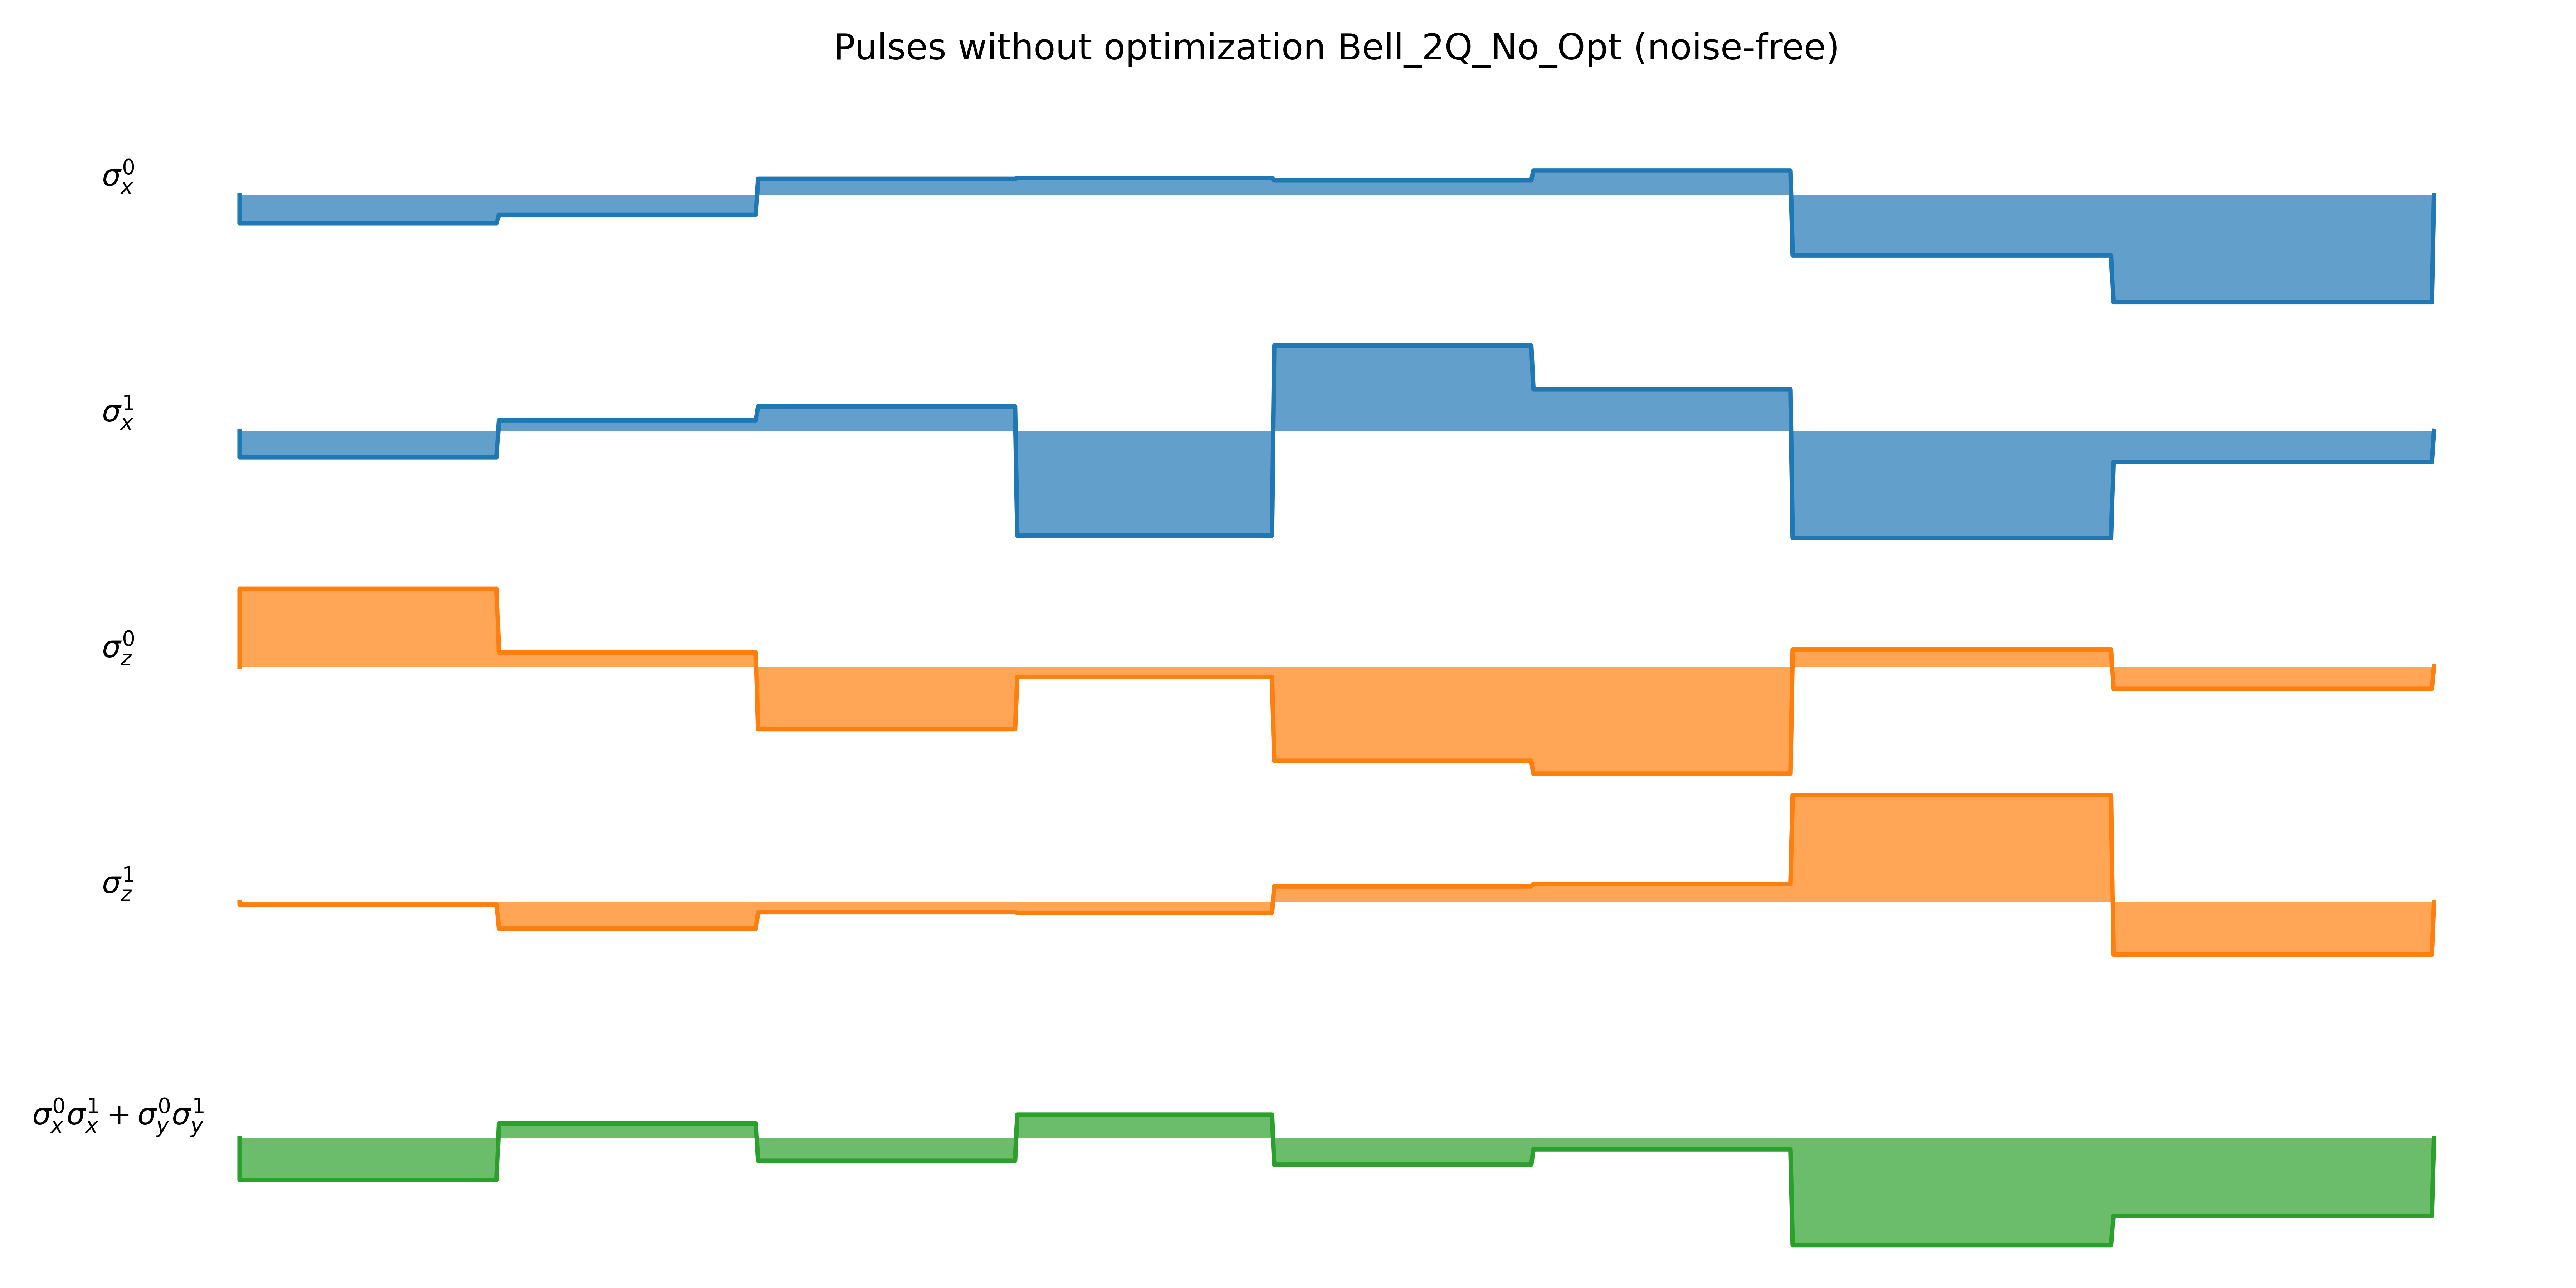 Pulses without optimization Bell_2Q_No_Opt (noise-free)
σ_x^0
σ_x^1
σ_z^0
σ_z^1
σ_x^0σ_x^1 + σ_y^0σ_y^1